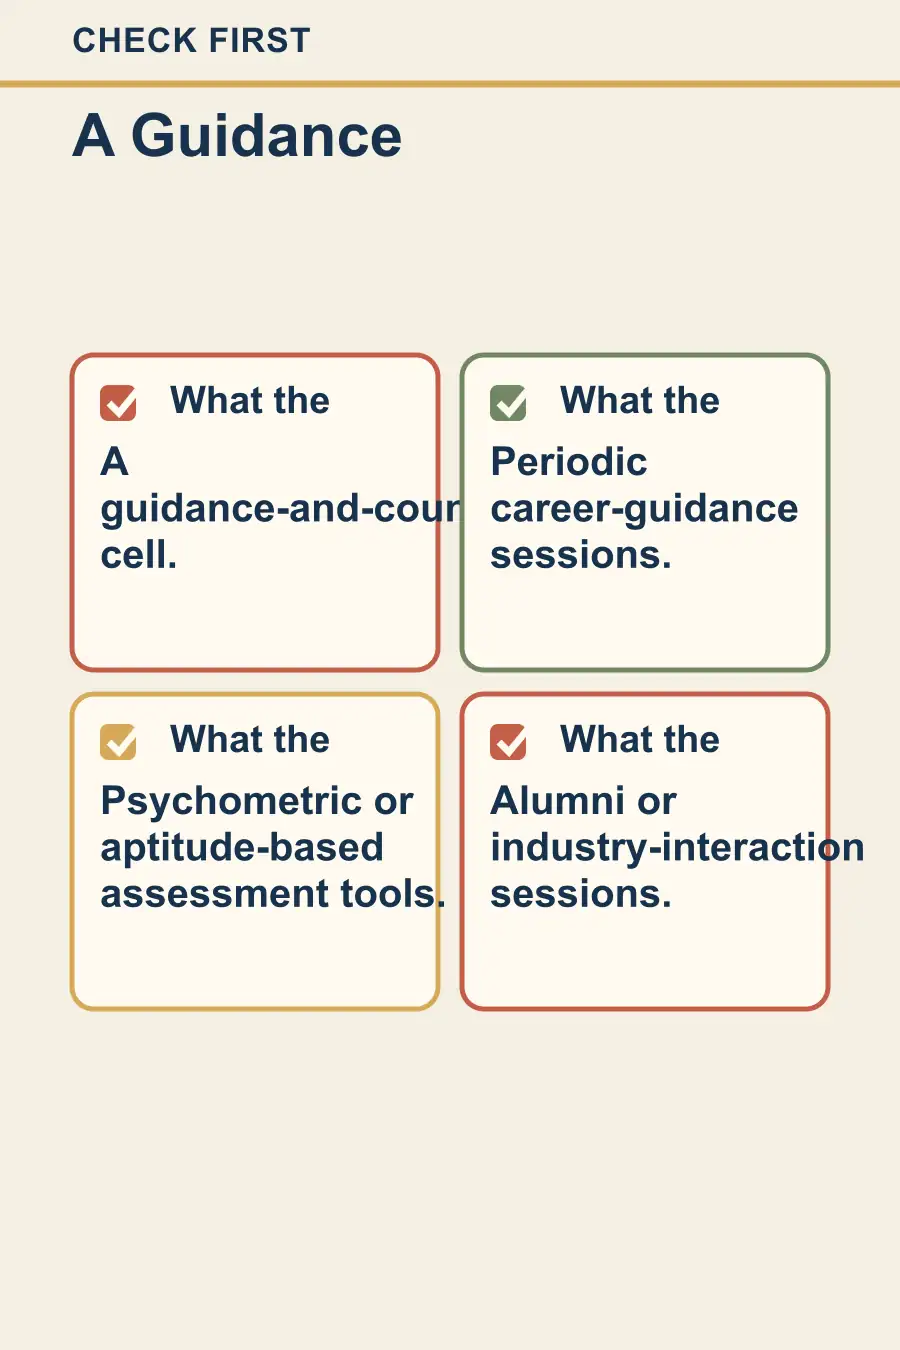 CHECK FIRST
A Guidance
What the
A
guidance-and-coun
cell.
What the
Periodic
career-guidance
sessions.
What the
Psychometric or
aptitude-based
assessment tools.
What the
Alumni or
industry-interaction
sessions.